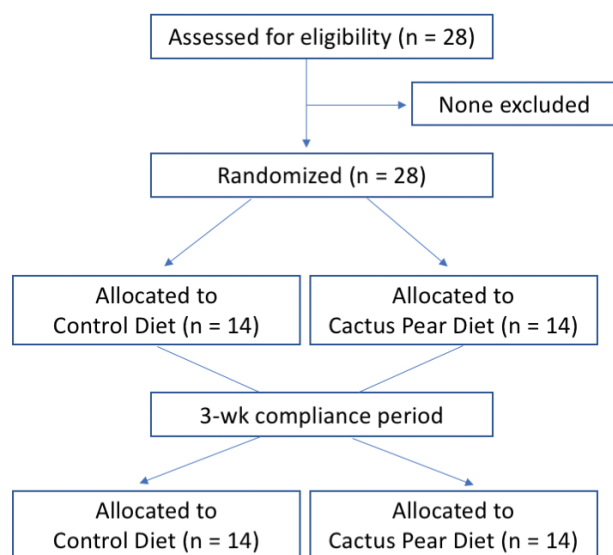 Assessed for eligibility (n = 28)
None excluded
Randomized (n = 28)
Allocated to
Control Diet (n = 14)
Allocated to
Cactus Pear Diet (n = 14)
3-wk compliance period
Allocated to
Control Diet (n = 14)
Allocated to
Cactus Pear Diet (n = 14)